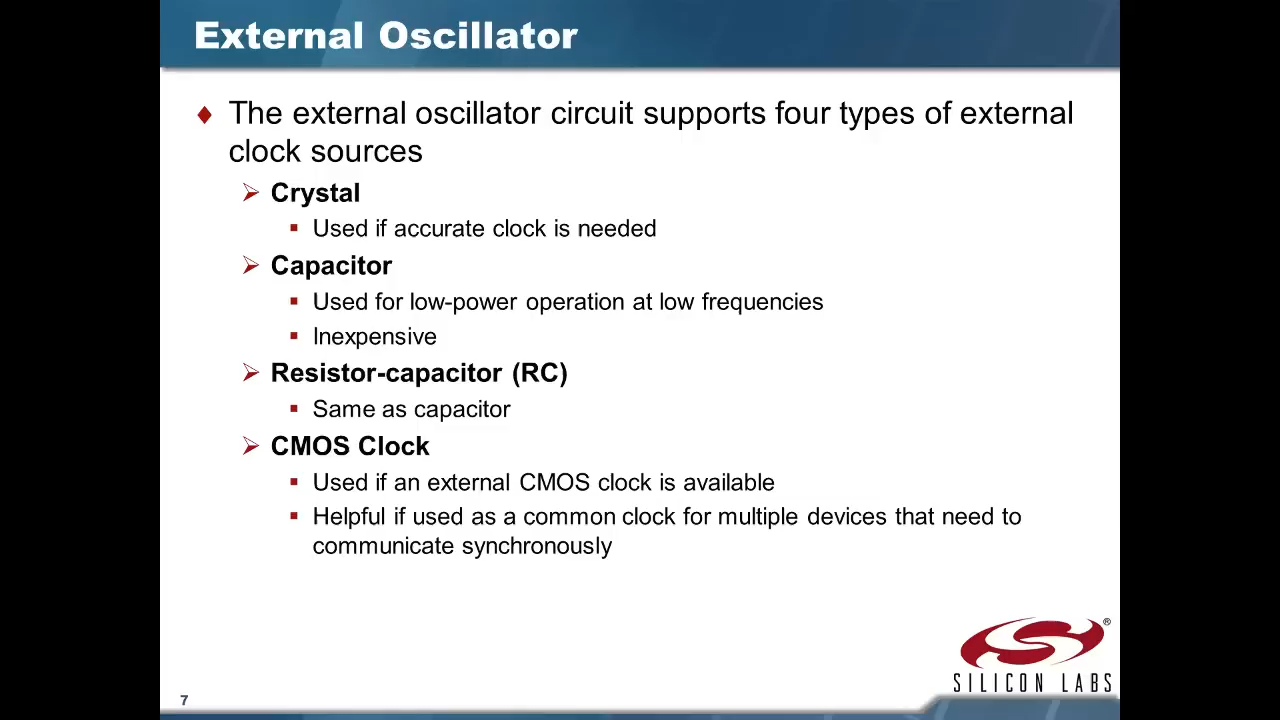 External Oscillator
The external oscillator circuit supports four types of external
clock sources
Crystal
Used if accurate clock is needed
Capacitor
Used for low-power operation at low frequencies
Inexpensive
Resistor-capacitor (RC)
Same as capacitor
CMOS Clock
Used if an external CMOS clock is available
Helpful if used as a common clock for multiple devices that need to
communicate synchronously
®
SILICON LABS
7